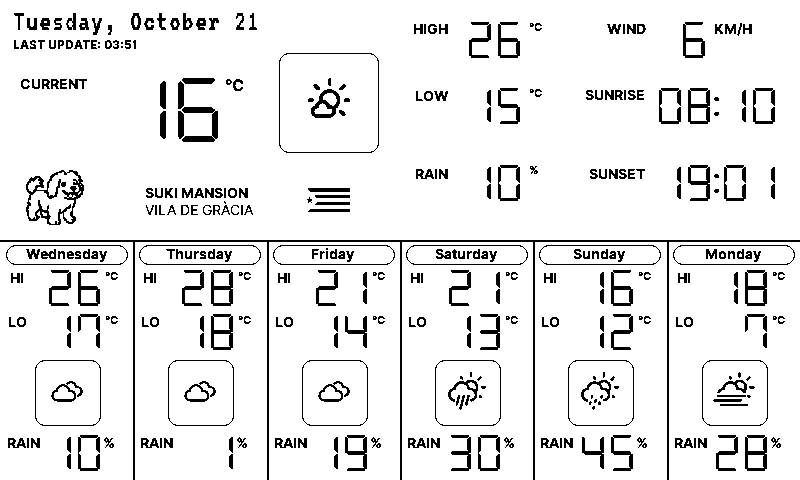 Tuesday, October 21
LAST UPDATE: 03:51
CURRENT 16 °C
SUKI MANSION
VILA DE GRÀCIA
HIGH 26 °C
LOW 15 °C
RAIN 10 %
WIND 6 KM/H
SUNRISE 08:10
SUNSET 19:01
Wednesday
HI 26 °C
LO 17 °C
RAIN 10 %
Thursday
HI 28 °C
LO 18 °C
RAIN 1 %
Friday
HI 21 °C
LO 14 °C
RAIN 19 %
Saturday
HI 21 °C
LO 13 °C
RAIN 30 %
Sunday
HI 16 °C
LO 12 °C
RAIN 45 %
Monday
HI 18 °C
LO 7 °C
RAIN 28 %